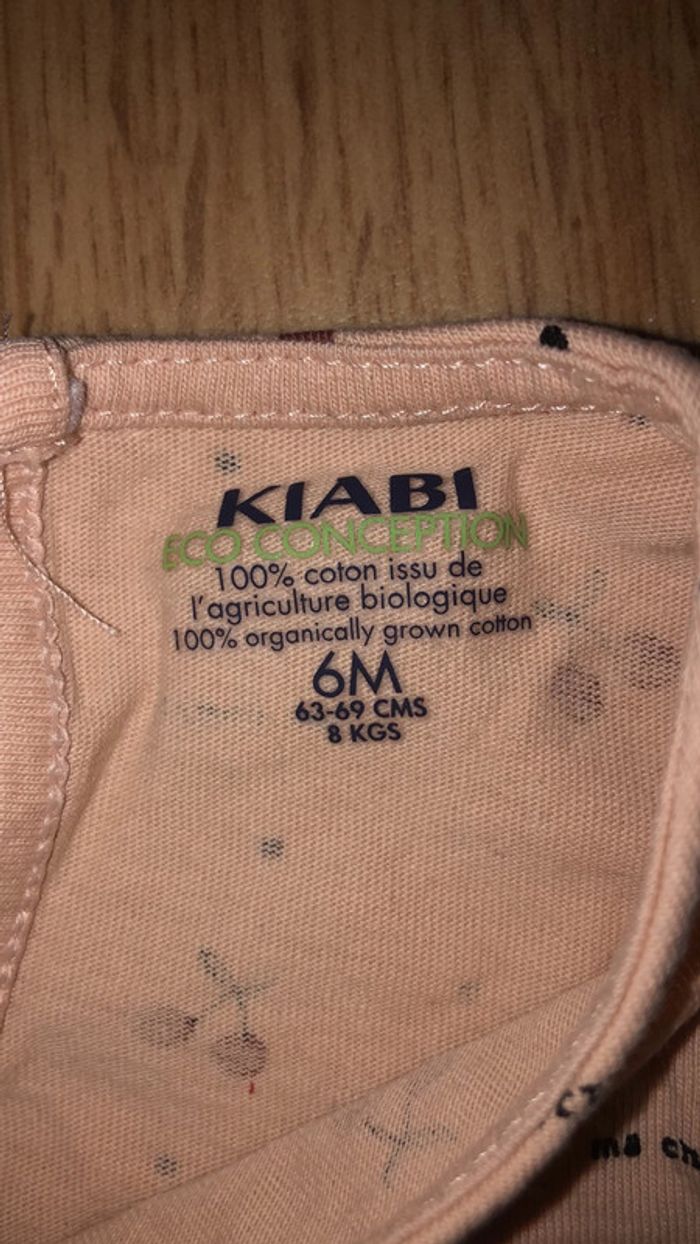 KIABI
ECO CONCEPTION
100% coton issu de
l'agriculture biologique
100% organically grown cotton
6M
63-69 CMS
8 KGS
ma